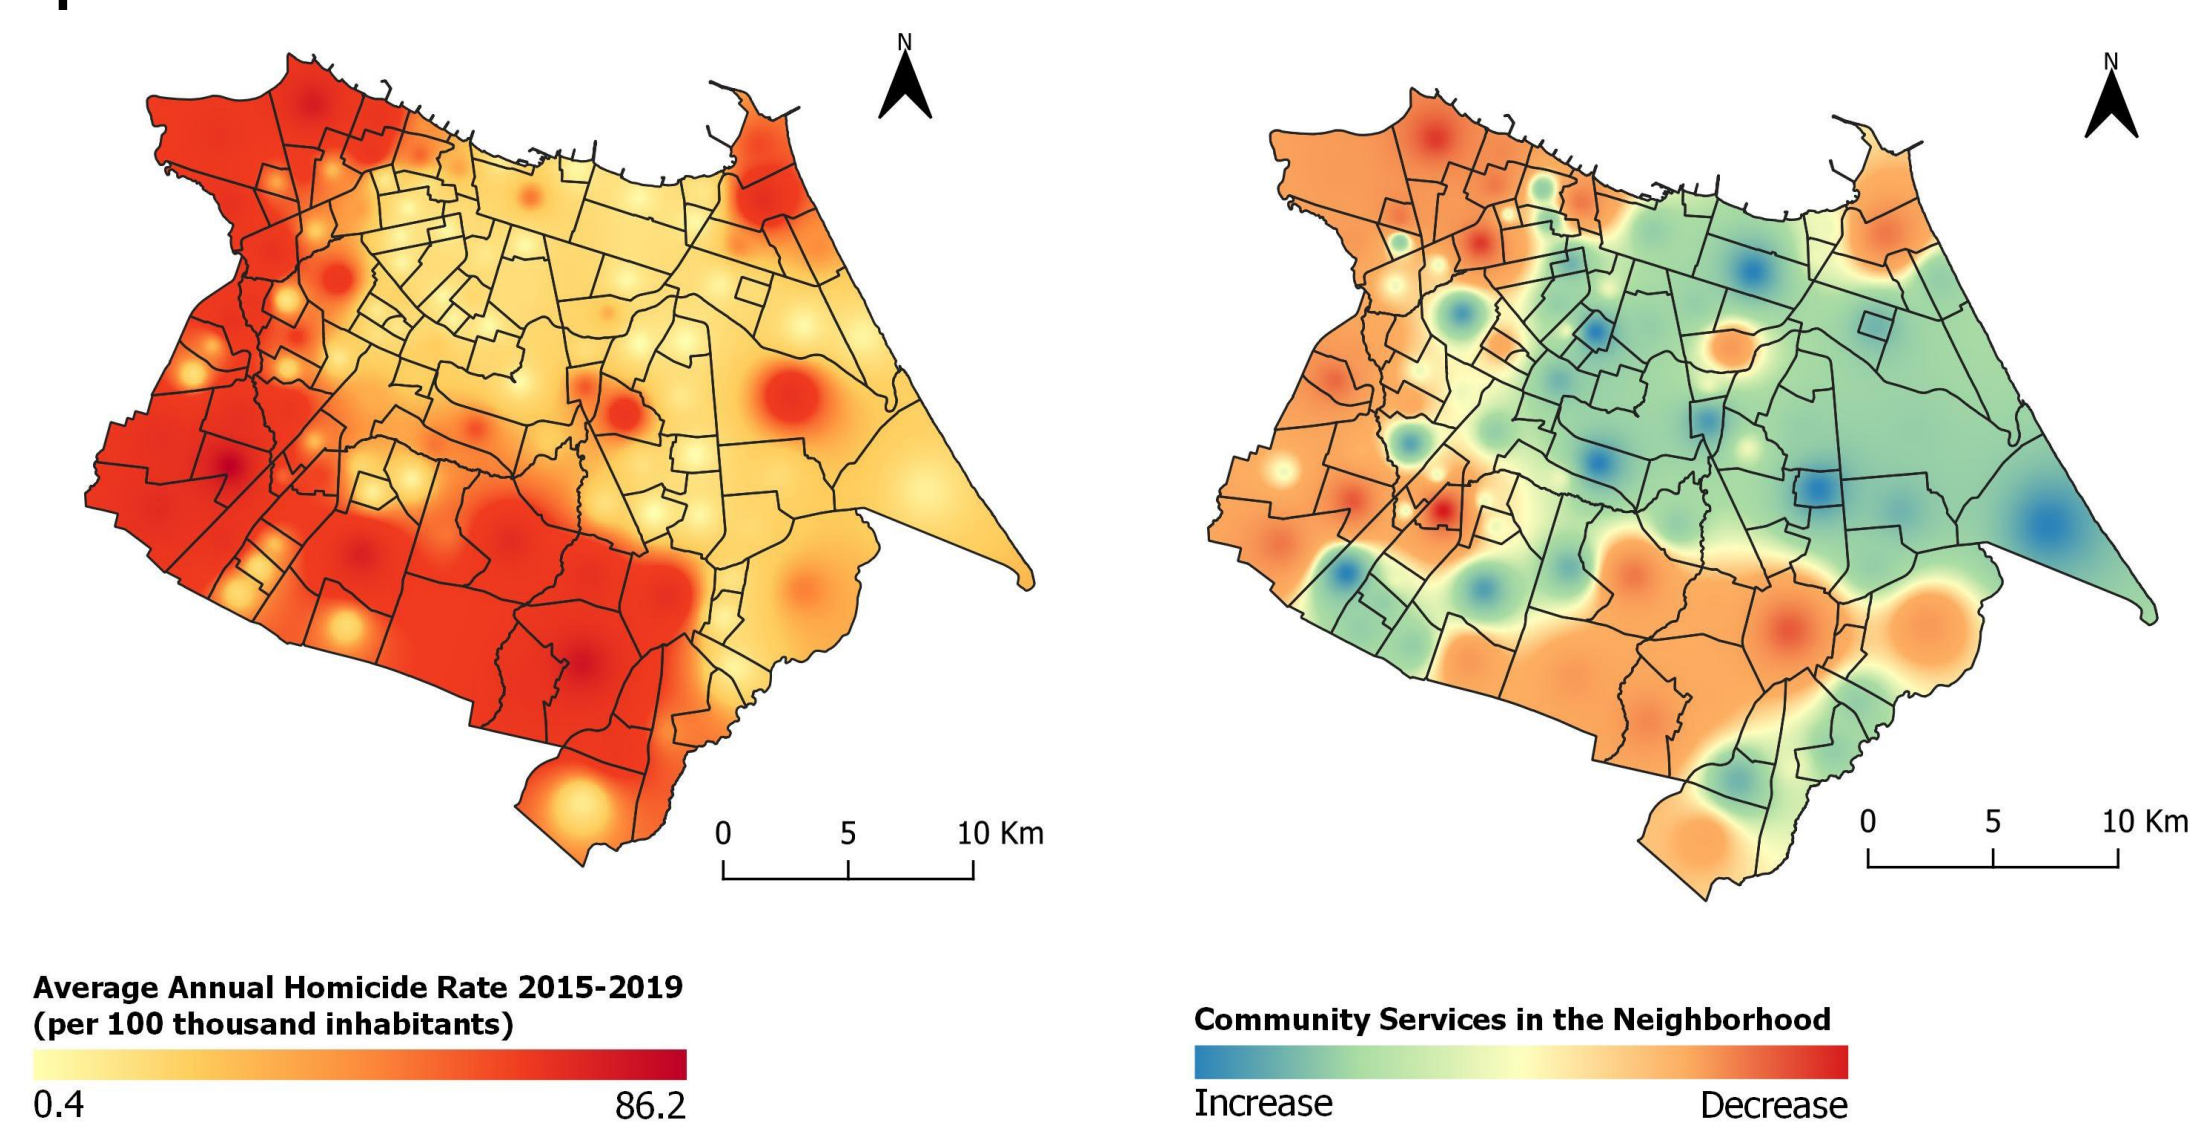 N
N
0 5 10 Km
0 5 10 Km
Average Annual Homicide Rate 2015-2019
(per 100 thousand inhabitants)
0.4 86.2
Community Services in the Neighborhood
Increase Decrease